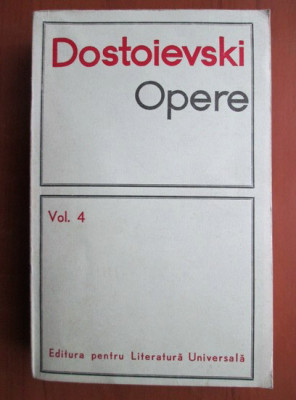 Dostoievski
Opere
Vol. 4
Editura pentru Literatură Universală